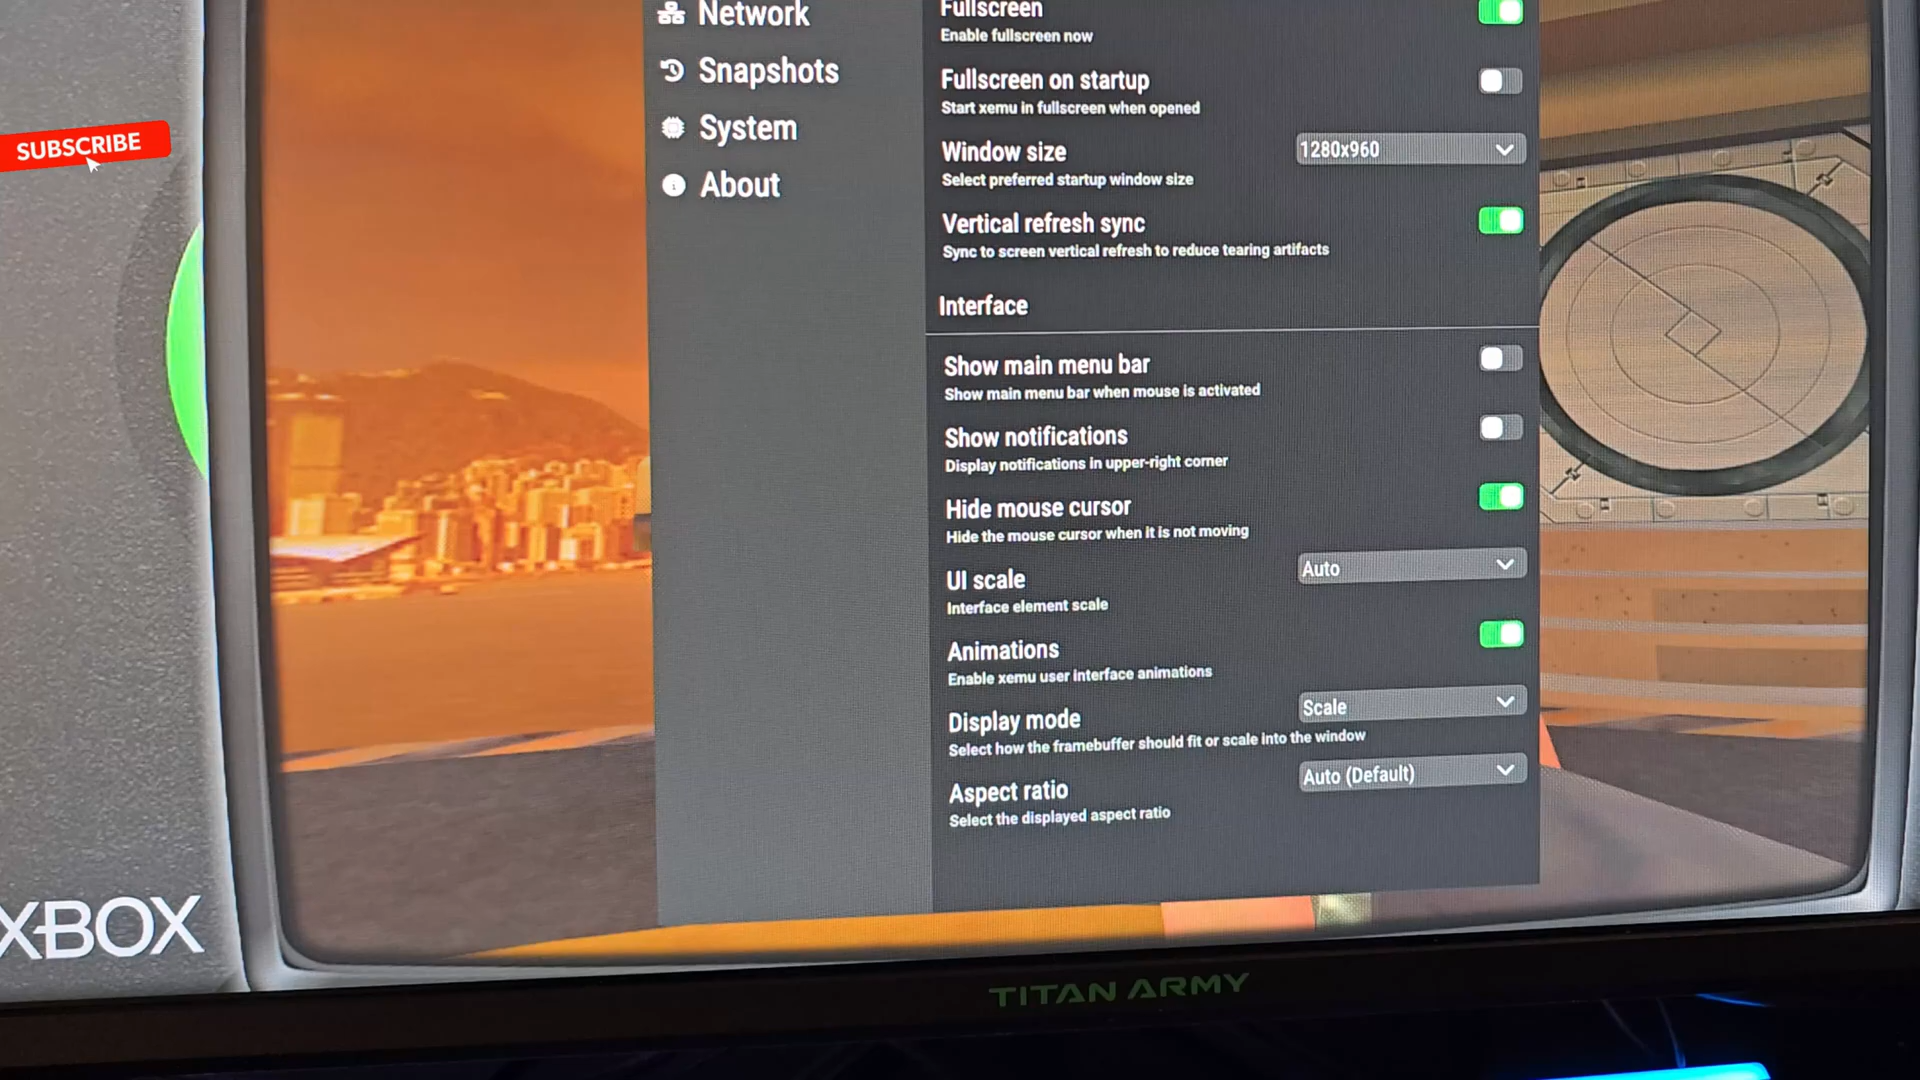 Network
Snapshots
System
About
Fullscreen
Enable fullscreen now
Fullscreen on startup
Start xemu in fullscreen when opened
Window size
1280x960
Select preferred startup window size
Vertical refresh sync
Sync to screen vertical refresh to reduce tearing artifacts
Interface
Show main menu bar
Show main menu bar when mouse is activated
Show notifications
Display notifications in upper-right corner
Hide mouse cursor
Hide the mouse cursor when it is not moving
UI scale
Auto
Interface element scale
Animations
Enable xemu user interface animations
Display mode
Scale
Select how the framebuffer should fit or scale into the window
Aspect ratio
Auto (Default)
Select the displayed aspect ratio
SUBSCRIBE
XBOX
TITAN ARMY